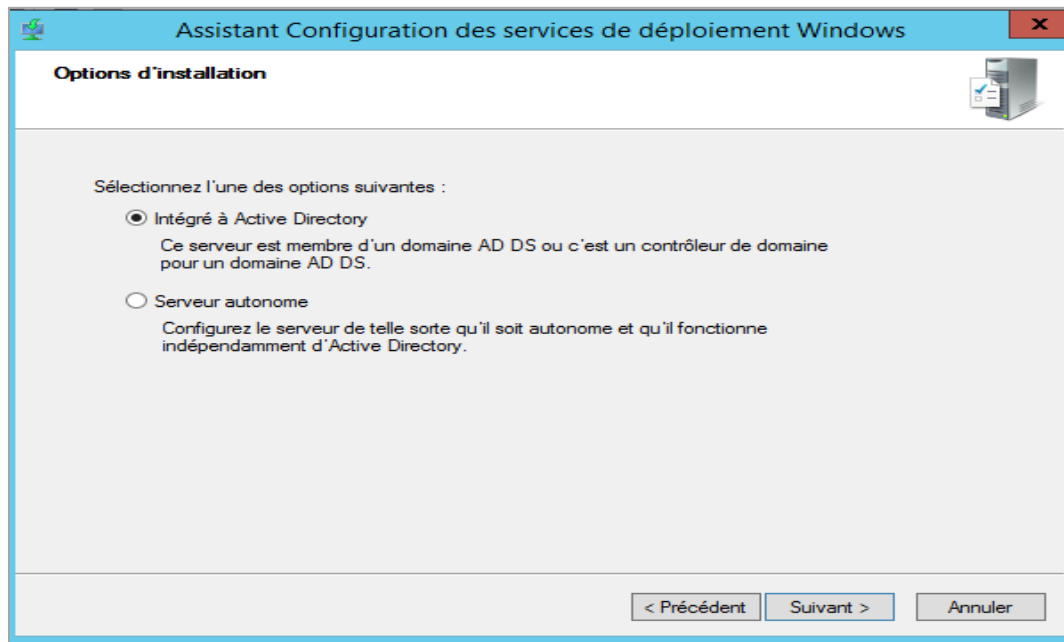 Assistant Configuration des services de déploiement Windows
Options d'installation
Sélectionnez l'une des options suivantes :
Intégré à Active Directory
Ce serveur est membre d'un domaine AD DS ou c'est un contrôleur de domaine
pour un domaine AD DS.
Serveur autonome
Configurez le serveur de telle sorte qu'il soit autonome et qu'il fonctionne
indépendamment d'Active Directory.
< Précédent Suivant > Annuler